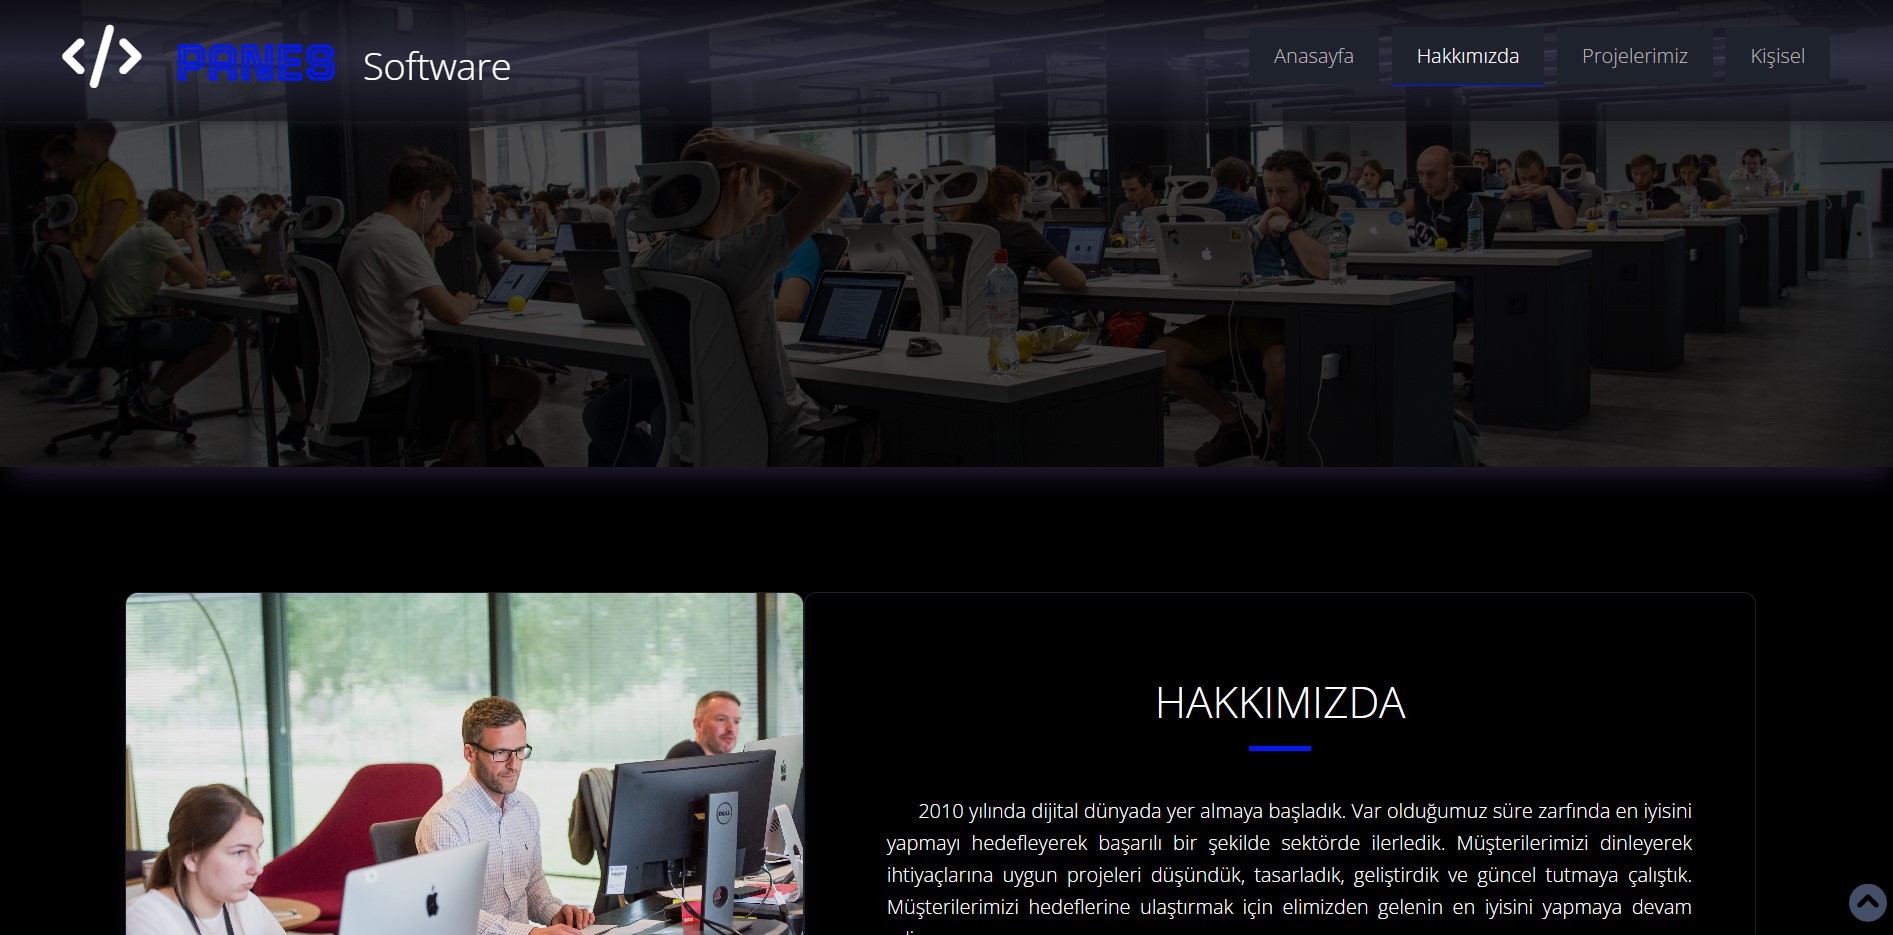 </> PANES Software
Anasayfa Hakkımızda Projelerimiz Kişisel
HAKKIMIZDA
2010 yılında dijital dünyada yer almaya başladık. Var olduğumuz süre zarfında en iyisini
yapmayı hedefleyerek başarılı bir şekilde sektörde ilerledik. Müşterilerimizi dinleyerek
ihtiyaçlarına uygun projeleri düşündük, tasarladık, geliştirdik ve güncel tutmaya çalıştık.
Müşterilerimizi hedeflerine ulaştırmak için elimizden gelenin en iyisini yapmaya devam
DELL